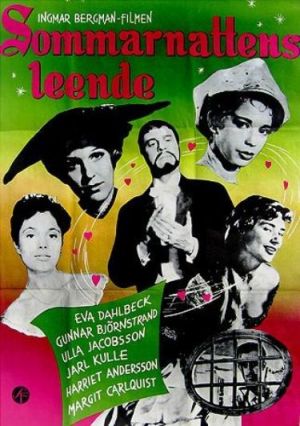 INGMAR BERGMAN-FILMEN
Sommarnattens
leende
EVA DAHLBECK
GUNNAR BJÖRNSTRAND
ULLA JACOBSSON
JARL KULLE
HARRIET ANDERSSON
MARGIT CARLQUIST